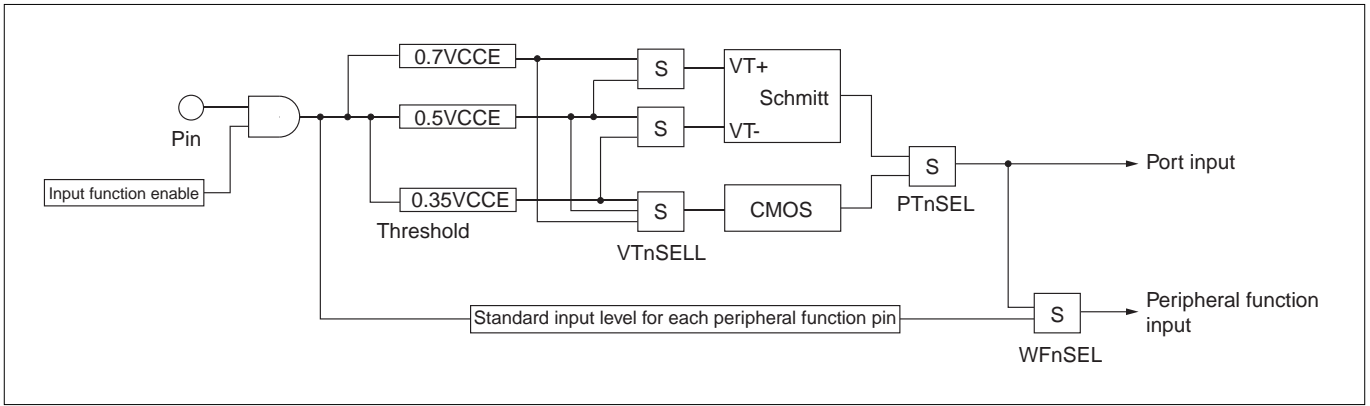 0.7VCCE
S
VT+
Schmitt
Pin
0.5VCCE
S
VT-
Input function enable
0.35VCCE
Threshold
S
VTnSELL
CMOS
S
PTnSEL
Port input
Standard input level for each peripheral function pin
S
WFnSEL
Peripheral function
input